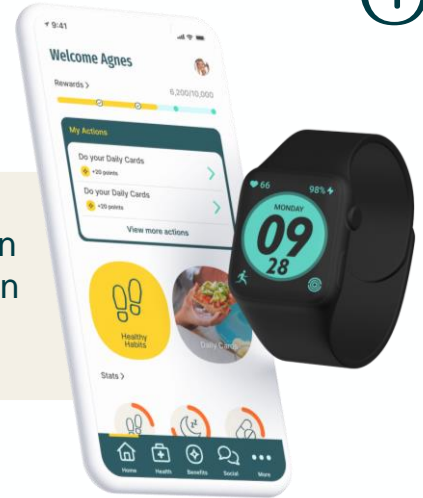 9:41
Welcome Agnes
Rewards >
6,200/10,000
My Actions
Do your Daily Cards
+20 points
Do your Daily Cards
+20 points
View more actions
Healthy
Habits
Daily Cards
Stats >
Home
Health
Benefits
Social
More
66
98%
MONDAY
09
28
n
n